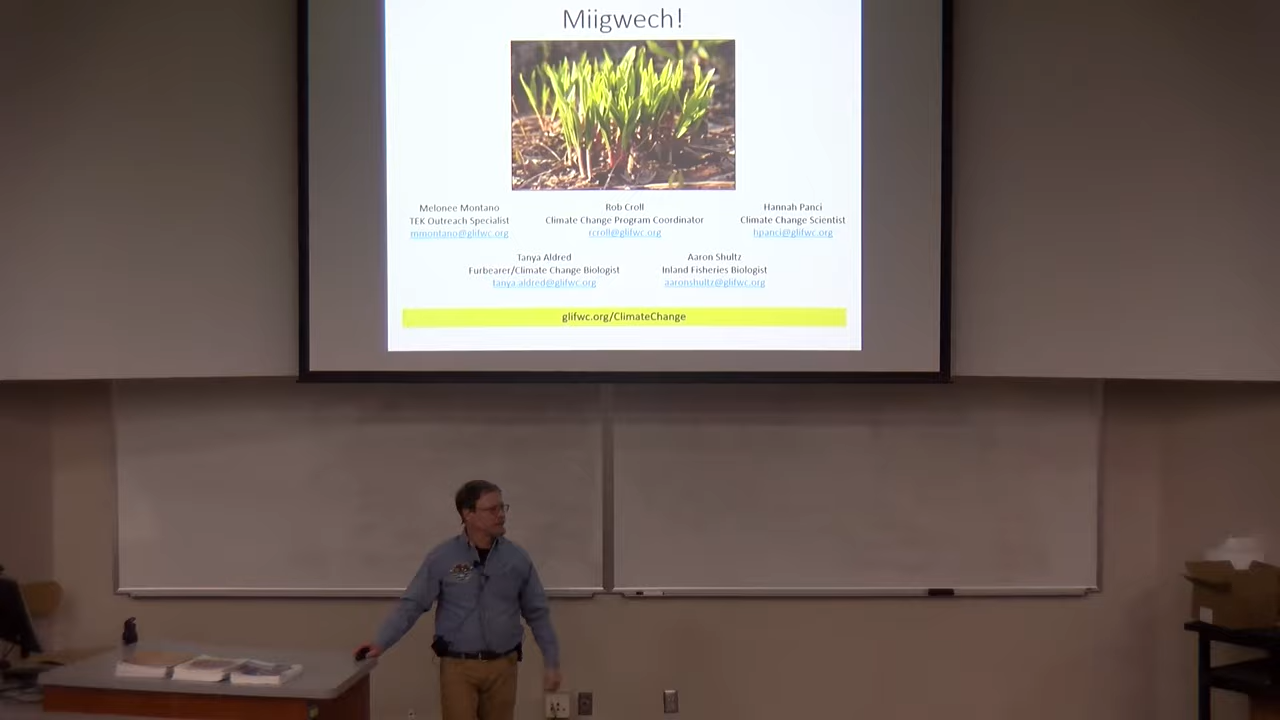 Miigwech!
Melonee Montano
TEK Outreach Specialist
mmontano@glifwc.org
Rob Croll
Climate Change Program Coordinator
rcroll@glifwc.org
Hannah Panci
Climate Change Scientist
hpanci@glifwc.org
Tanya Aldred
Furbearer/Climate Change Biologist
tanya.aldred@glifwc.org
Aaron Shultz
Inland Fisheries Biologist
aaronshultz@glifwc.org
glifwc.org/ClimateChange